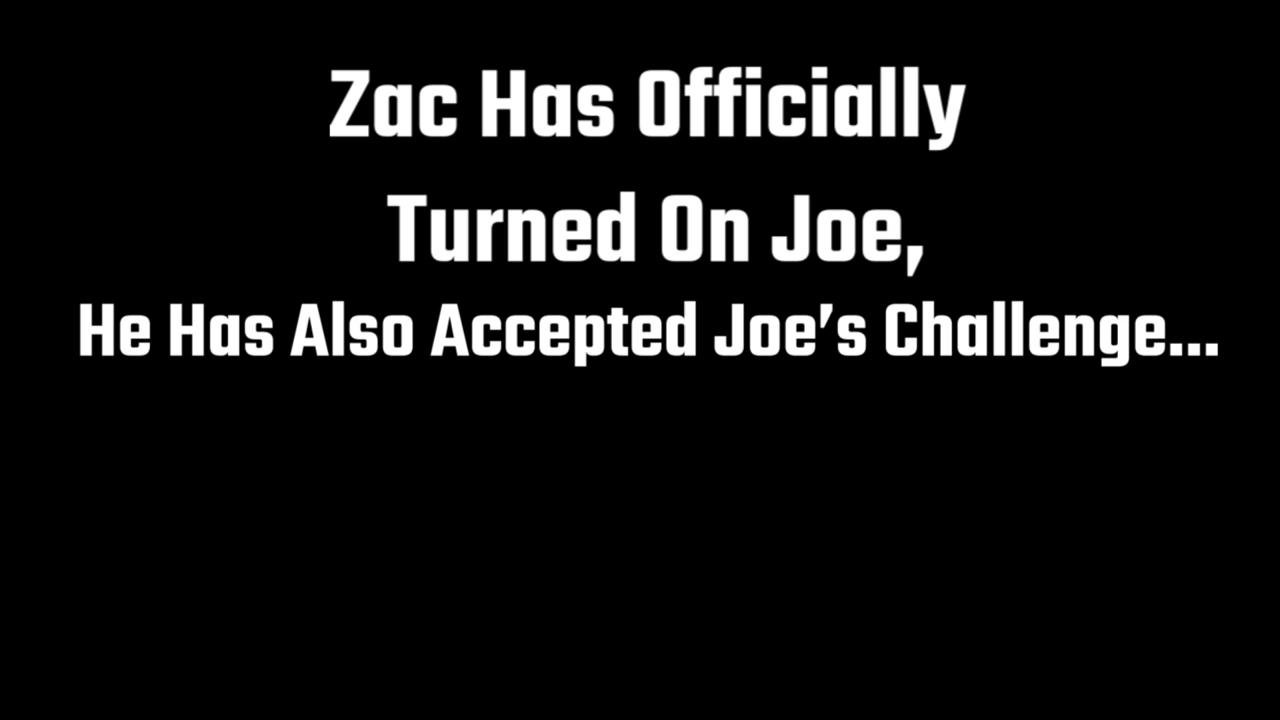 Zac Has Officially
Turned On Joe,
He Has Also Accepted Joe's Challenge...